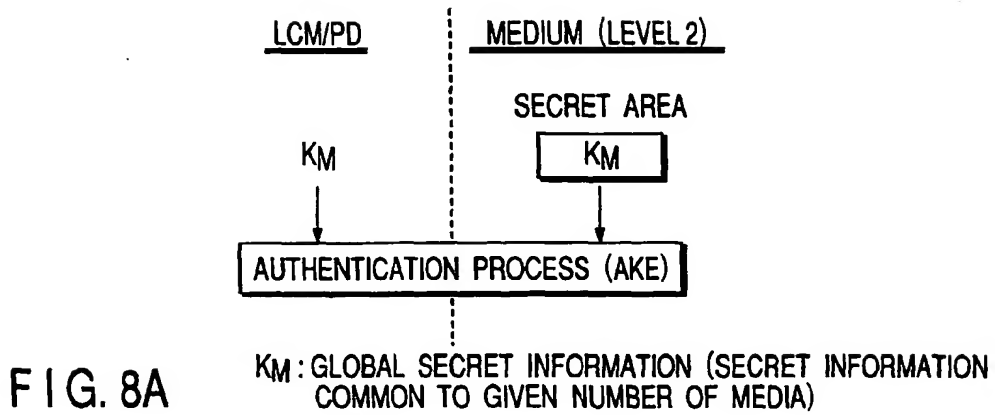 LCM/PD
MEDIUM (LEVEL 2)
SECRET AREA
KM
KM
AUTHENTICATION PROCESS (AKE)
KM : GLOBAL SECRET INFORMATION (SECRET INFORMATION
COMMON TO GIVEN NUMBER OF MEDIA)
FIG. 8A